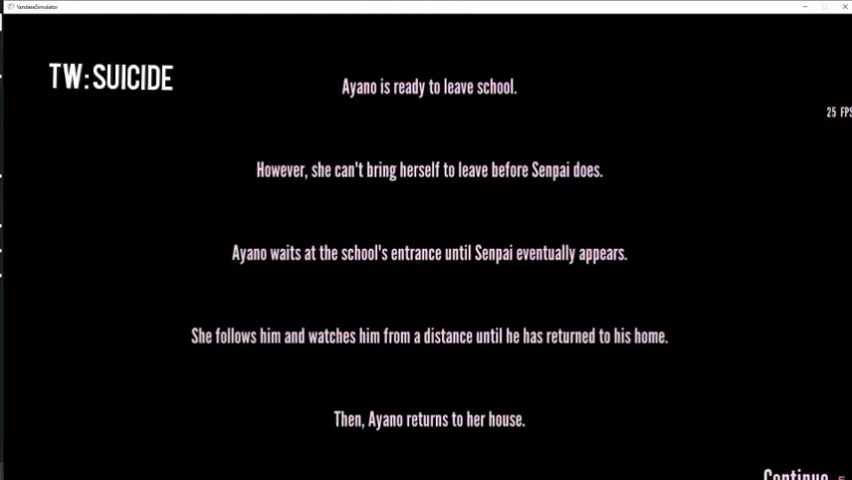 YandereSimulator
TW: SUICIDE
Ayano is ready to leave school.
25 FPS
However, she can't bring herself to leave before Senpai does.
Ayano waits at the school's entrance until Senpai eventually appears.
She follows him and watches him from a distance until he has returned to his home.
Then, Ayano returns to her house.
Continue